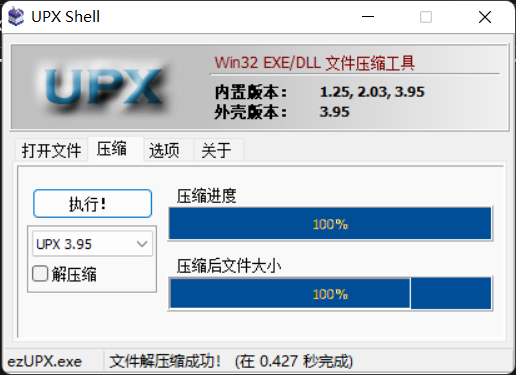 UPX Shell
UPX
Win32 EXE/DLL 文件压缩工具
内置版本： 1.25, 2.03, 3.95
外壳版本： 3.95
打开文件 压缩 选项 关于
执行！
UPX 3.95
解压缩
压缩进度
100%
压缩后文件大小
100%
ezUPX.exe 文件解压缩成功！ (在 0.427 秒完成)